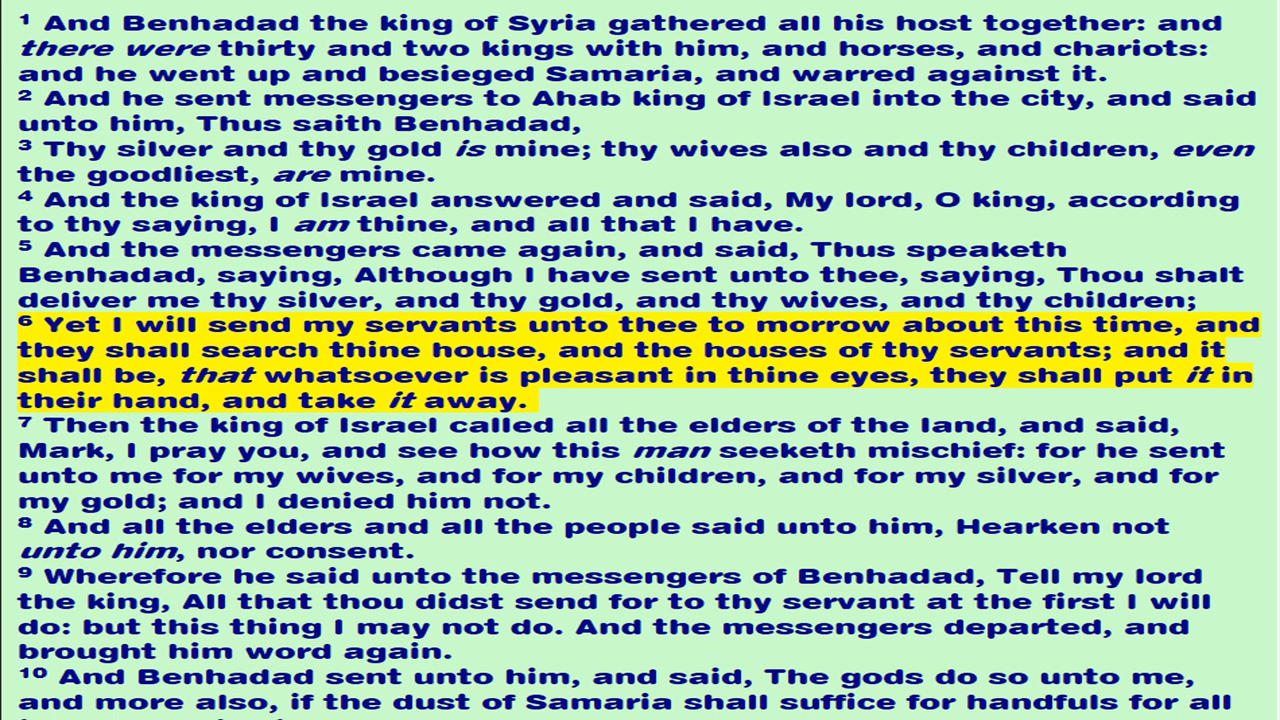 ¹ And Benhadad the king of Syria gathered all his host together: and
there were thirty and two kings with him, and horses, and chariots:
and he went up and besieged Samaria, and warred against it.
² And he sent messengers to Ahab king of Israel into the city, and said
unto him, Thus saith Benhadad,
³ Thy silver and thy gold is mine; thy wives also and thy children, even
the goodliest, are mine.
⁴ And the king of Israel answered and said, My lord, O king, according
to thy saying, I am thine, and all that I have.
⁵ And the messengers came again, and said, Thus speaketh
Benhadad, saying, Although I have sent unto thee, saying, Thou shalt
deliver me thy silver, and thy gold, and thy wives, and thy children;
⁶ Yet I will send my servants unto thee to morrow about this time, and
they shall search thine house, and the houses of thy servants; and it
shall be, that whatsoever is pleasant in thine eyes, they shall put it in
their hand, and take it away.
⁷ Then the king of Israel called all the elders of the land, and said,
Mark, I pray you, and see how this man seeketh mischief: for he sent
unto me for my wives, and for my children, and for my silver, and for
my gold; and I denied him not.
⁸ And all the elders and all the people said unto him, Hearken not
unto him, nor consent.
⁹ Wherefore he said unto the messengers of Benhadad, Tell my lord
the king, All that thou didst send for to thy servant at the first I will
do: but this thing I may not do. And the messengers departed, and
brought him word again.
¹⁰ And Benhadad sent unto him, and said, The gods do so unto me,
and more also, if the dust of Samaria shall suffice for handfuls for all